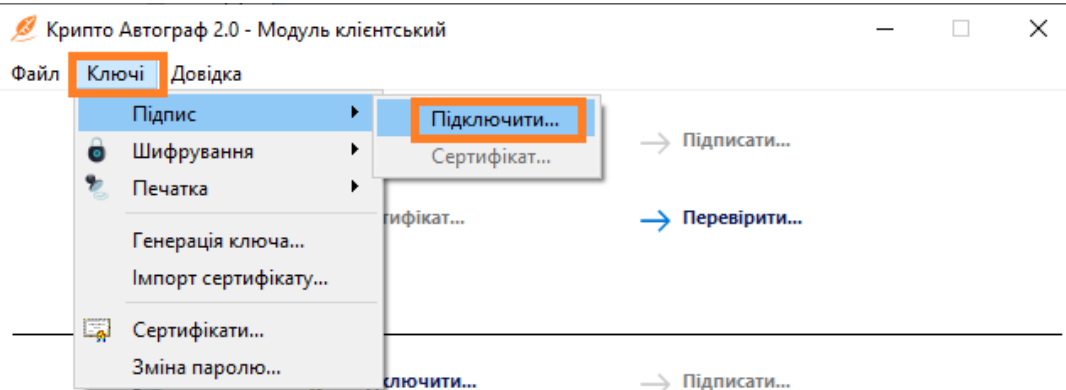 Крипто Автограф 2.0 - Модуль клієнтський
Файл Ключі Довідка
Підпис
Підключити...
Підписати...
Шифрування
Сертифікат...
Печатка
тифікат...
Перевірити...
Генерація ключа...
Імпорт сертифікату...
Сертифікати...
Зміна паролю...
ключити...
Підписати...